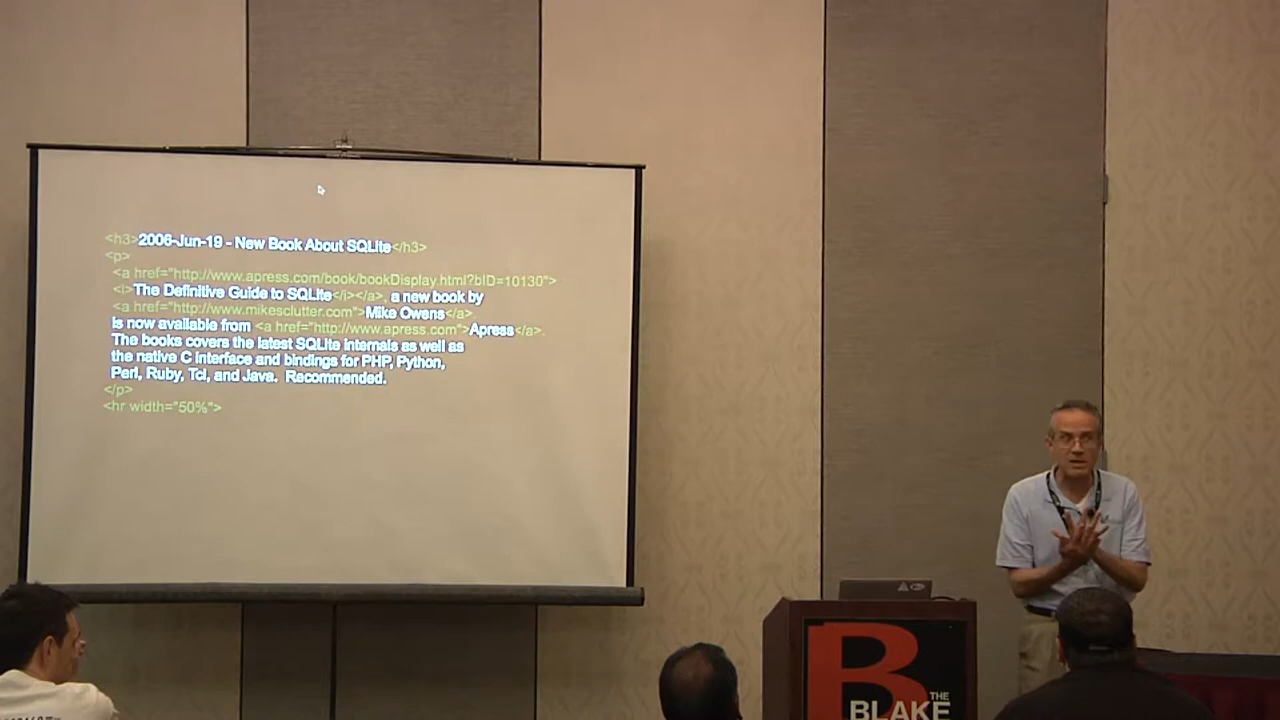 <h3>2006-Jun-19 - New Book About SQLite</h3>
<p>
<a href="http://www.apress.com/book/bookDisplay.html?bID=10130">
<i>The Definitive Guide to SQLite</i></a>, a new book by
<a href="http://www.mikesclutter.com">Mike Owens</a>
is now available from <a href="http://www.apress.com">Apress</a>.
The books covers the latest SQLite internals as well as
the native C interface and bindings for PHP, Python,
Perl, Ruby, Tcl, and Java.  Recommended.
</p>
<hr width="50%">
B
THE
BLAKE